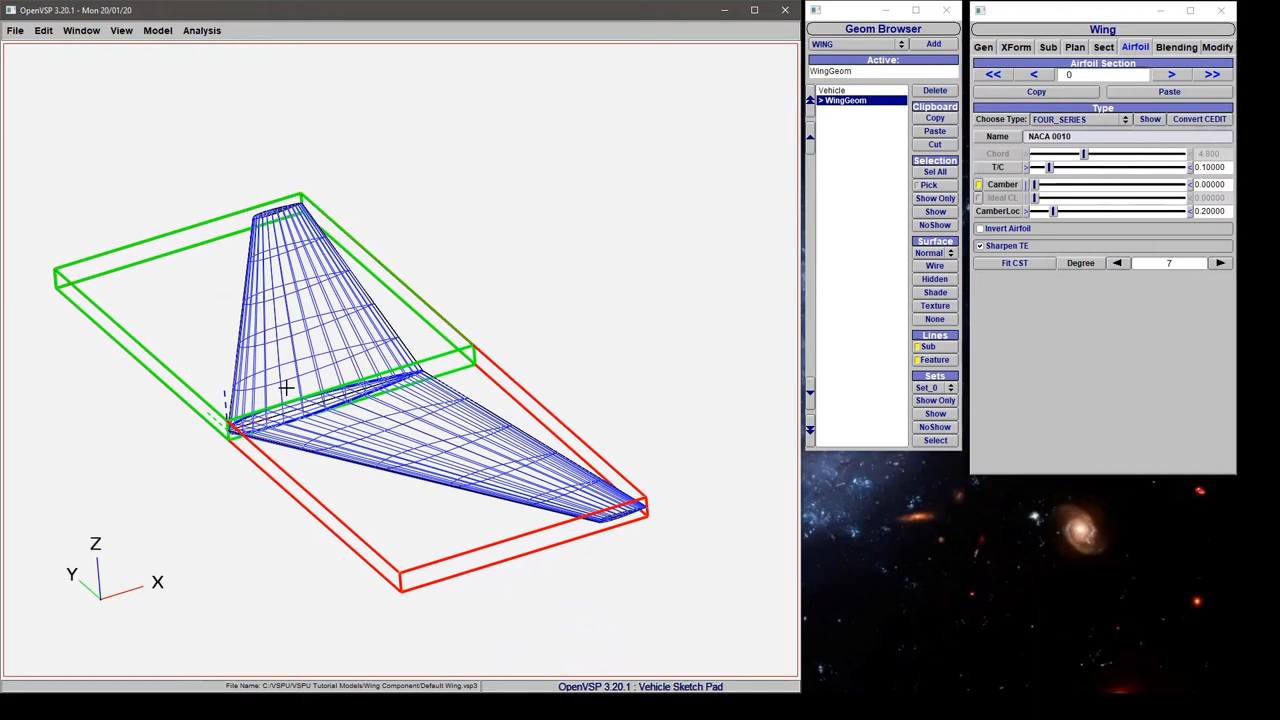 OpenVSP 3.20.1 - Mon 20/01/20
File Edit Window View Model Analysis
Z
Y
X
File Name: C:/VSPU/VSPU Tutorial Models/Wing Component/Default Wing.vsp3
OpenVSP 3.20.1 : Vehicle Sketch Pad
Geom Browser
WING Add
Active:
WingGeom
Vehicle
> WingGeom
Delete
Clipboard
Copy
Paste
Cut
Selection
Sel All
Pick
Show Only
Show
NoShow
Surface
Normal
Wire
Hidden
Shade
Texture
None
Lines
Sub
Feature
Sets
Set_0
Show Only
Show
NoShow
Select
Wing
Gen XForm Sub Plan Sect Airfoil Blending Modify
Airfoil Section
<< < 0 > >>
Copy Paste
Type
Choose Type: FOUR_SERIES Show Convert CEDIT
Name NACA 0010
Chord > < 4.800
T/C > < 0.10000
Camber | < 0.00000
Ideal CL | < 0.00000
CamberLoc > < 0.20000
Invert Airfoil
Sharpen TE
Fit CST Degree 7